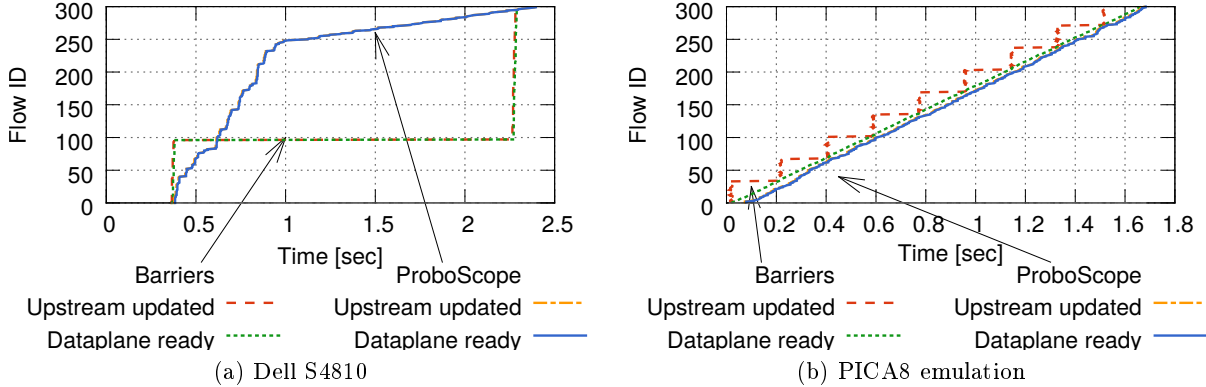 300
250
200
150
100
50
0
Flow ID
0 0.5 1 1.5 2 2.5
Time [sec]
Barriers ProboScope
Upstream updated Upstream updated
Dataplane ready Dataplane ready
(a) Dell S4810
300
250
200
150
100
50
0
Flow ID
0 0.2 0.4 0.6 0.8 1 1.2 1.4 1.6 1.8
Time [sec]
Barriers ProboScope
Upstream updated Upstream updated
Dataplane ready Dataplane ready
(b) PICA8 emulation